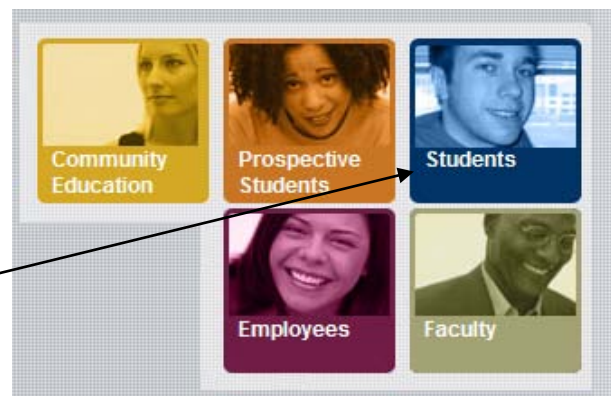 Community
Education
Prospective
Students
Students
Employees
Faculty